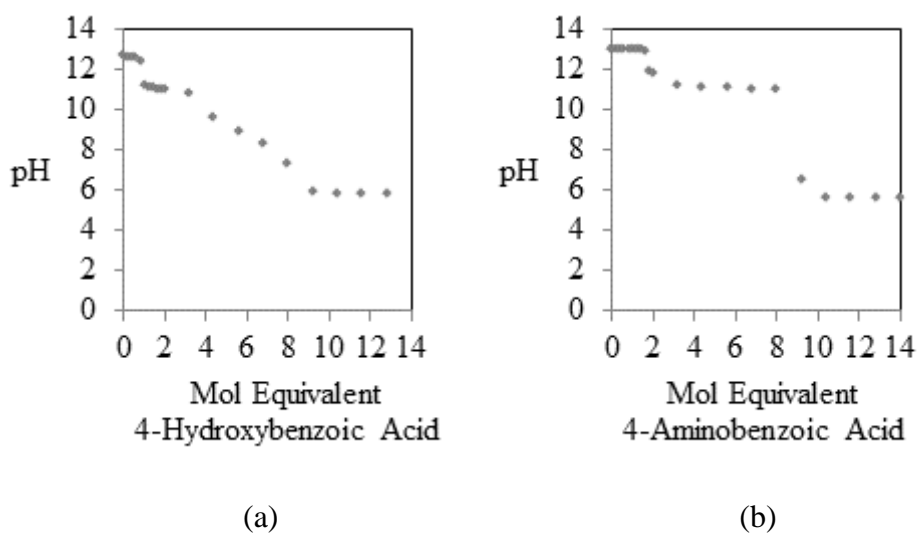 14
12
10
8
6
4
2
0
pH
0 2 4 6 8 10 12 14
Mol Equivalent
4-Hydroxybenzoic Acid
(a)
14
12
10
8
6
4
2
0
pH
0 2 4 6 8 10 12 14
Mol Equivalent
4-Aminobenzoic Acid
(b)